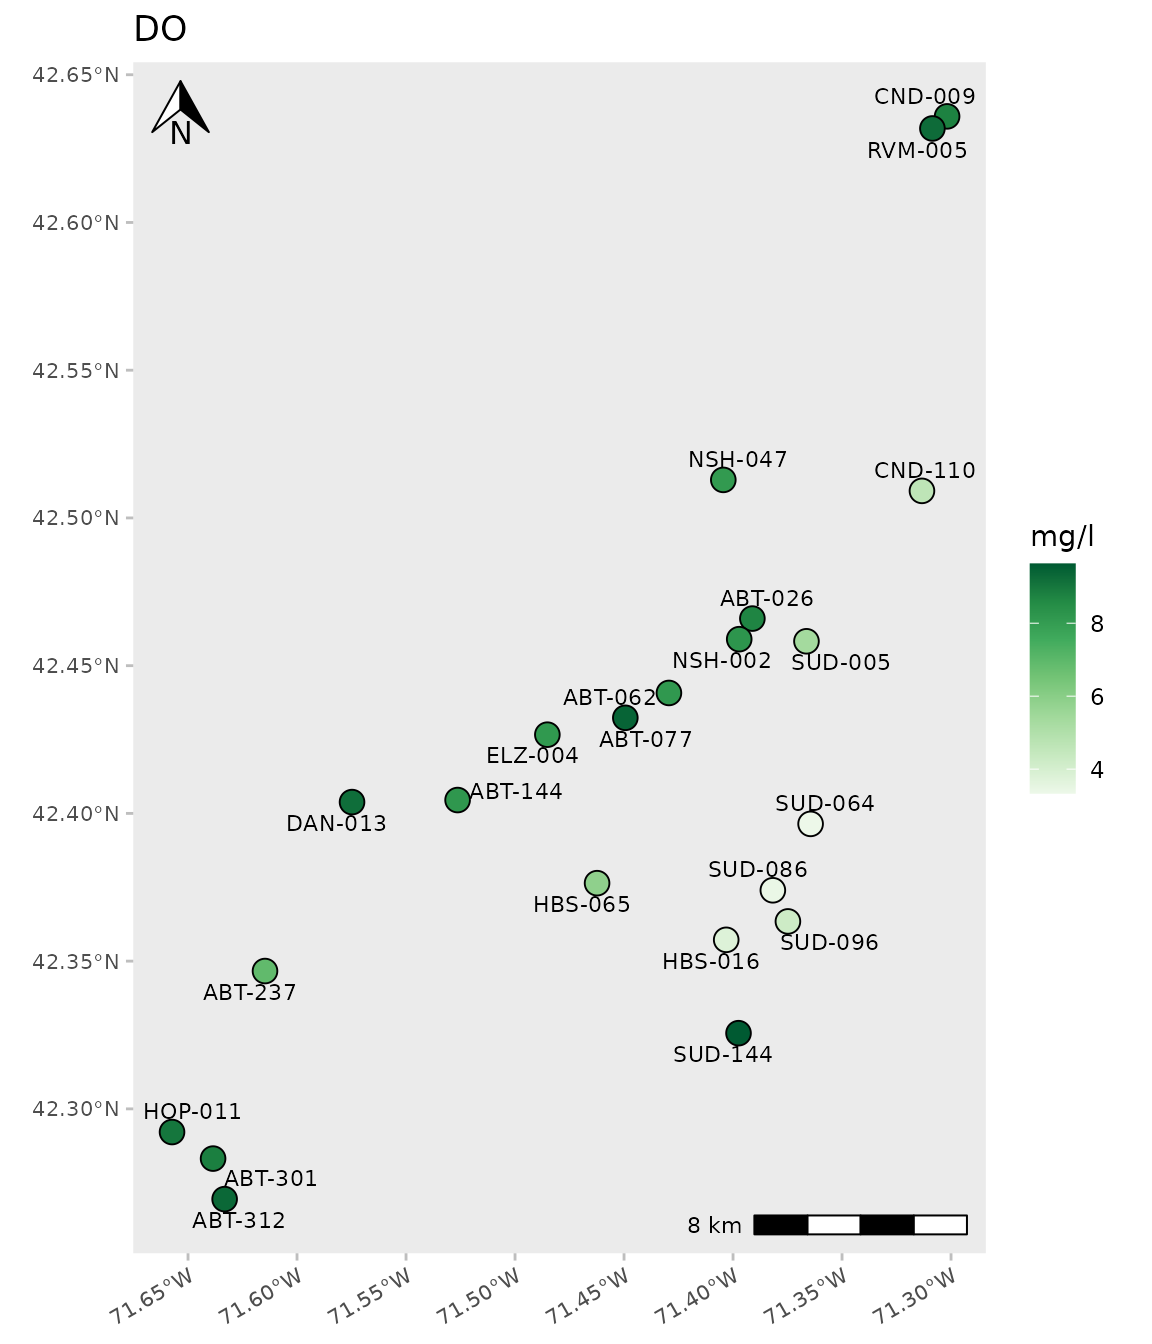 DO
42.65°N
42.60°N
42.55°N
42.50°N
42.45°N
42.40°N
42.35°N
42.30°N
N
CND-009
RVM-005
NSH-047
CND-110
ABT-026
NSH-002
SUD-005
ABT-062
ABT-077
ELZ-004
ABT-144
DAN-013
SUD-064
SUD-086
HBS-065
SUD-096
HBS-016
ABT-237
SUD-144
HOP-011
ABT-301
ABT-312
8 km
71.65°W
71.60°W
71.55°W
71.50°W
71.45°W
71.40°W
71.35°W
71.30°W
mg/l
8
6
4